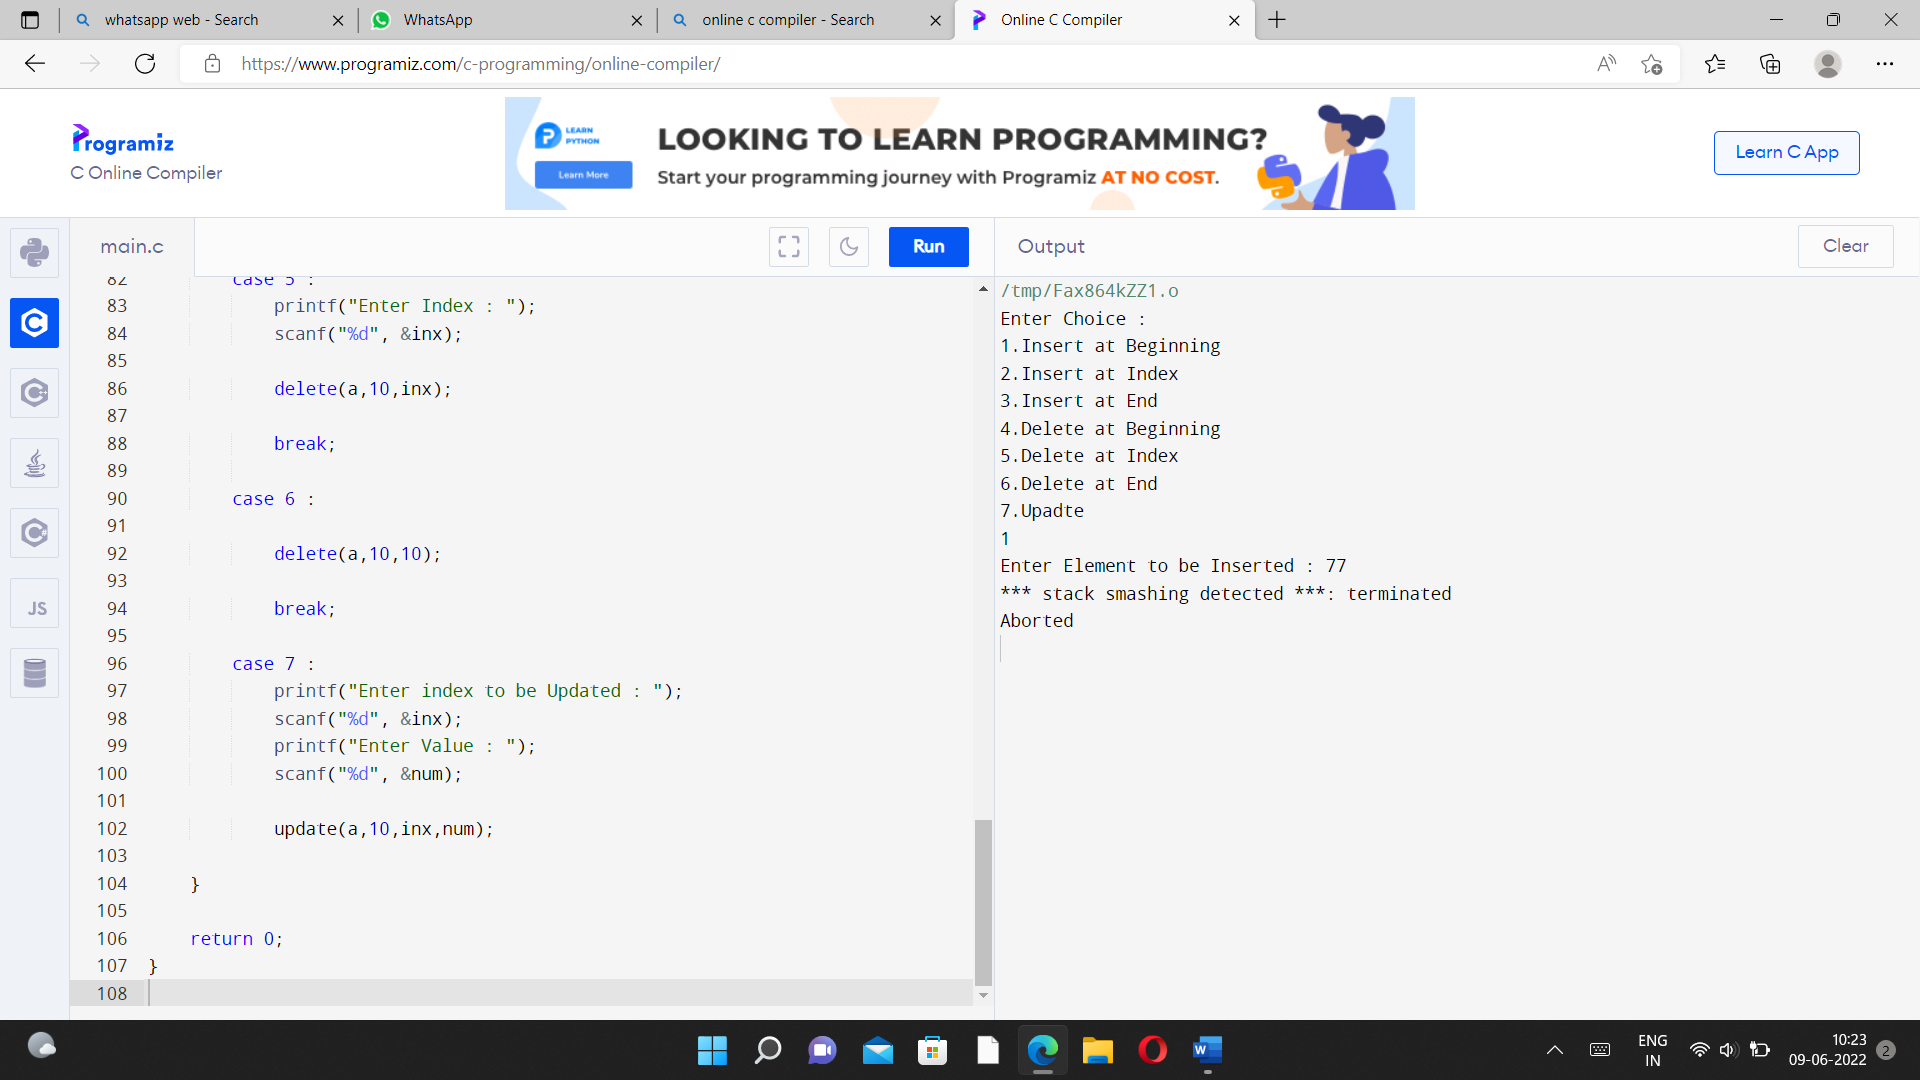 whatsapp web - Search
WhatsApp
online c compiler - Search
Online C Compiler
https://www.programiz.com/c-programming/online-compiler/
Programiz
C Online Compiler
LEARN
PYTHON
Learn More
LOOKING TO LEARN PROGRAMMING?
Start your programming journey with Programiz AT NO COST.
Learn C App
main.c
Run
Output
Clear
JS
82 case 5 :
83 printf("Enter Index : ");
84 scanf("%d", &inx);
85
86 delete(a,10,inx);
87
88 break;
89
90 case 6 :
91
92 delete(a,10,10);
93
94 break;
95
96 case 7 :
97 printf("Enter index to be Updated : ");
98 scanf("%d", &inx);
99 printf("Enter Value : ");
100 scanf("%d", &num);
101
102 update(a,10,inx,num);
103
104 }
105
106 return 0;
107 }
108
/tmp/Fax864kZZ1.o
Enter Choice :
1.Insert at Beginning
2.Insert at Index
3.Insert at End
4.Delete at Beginning
5.Delete at Index
6.Delete at End
7.Upadte
1
Enter Element to be Inserted : 77
*** stack smashing detected ***: terminated
Aborted
ENG
IN
10:23
09-06-2022
2